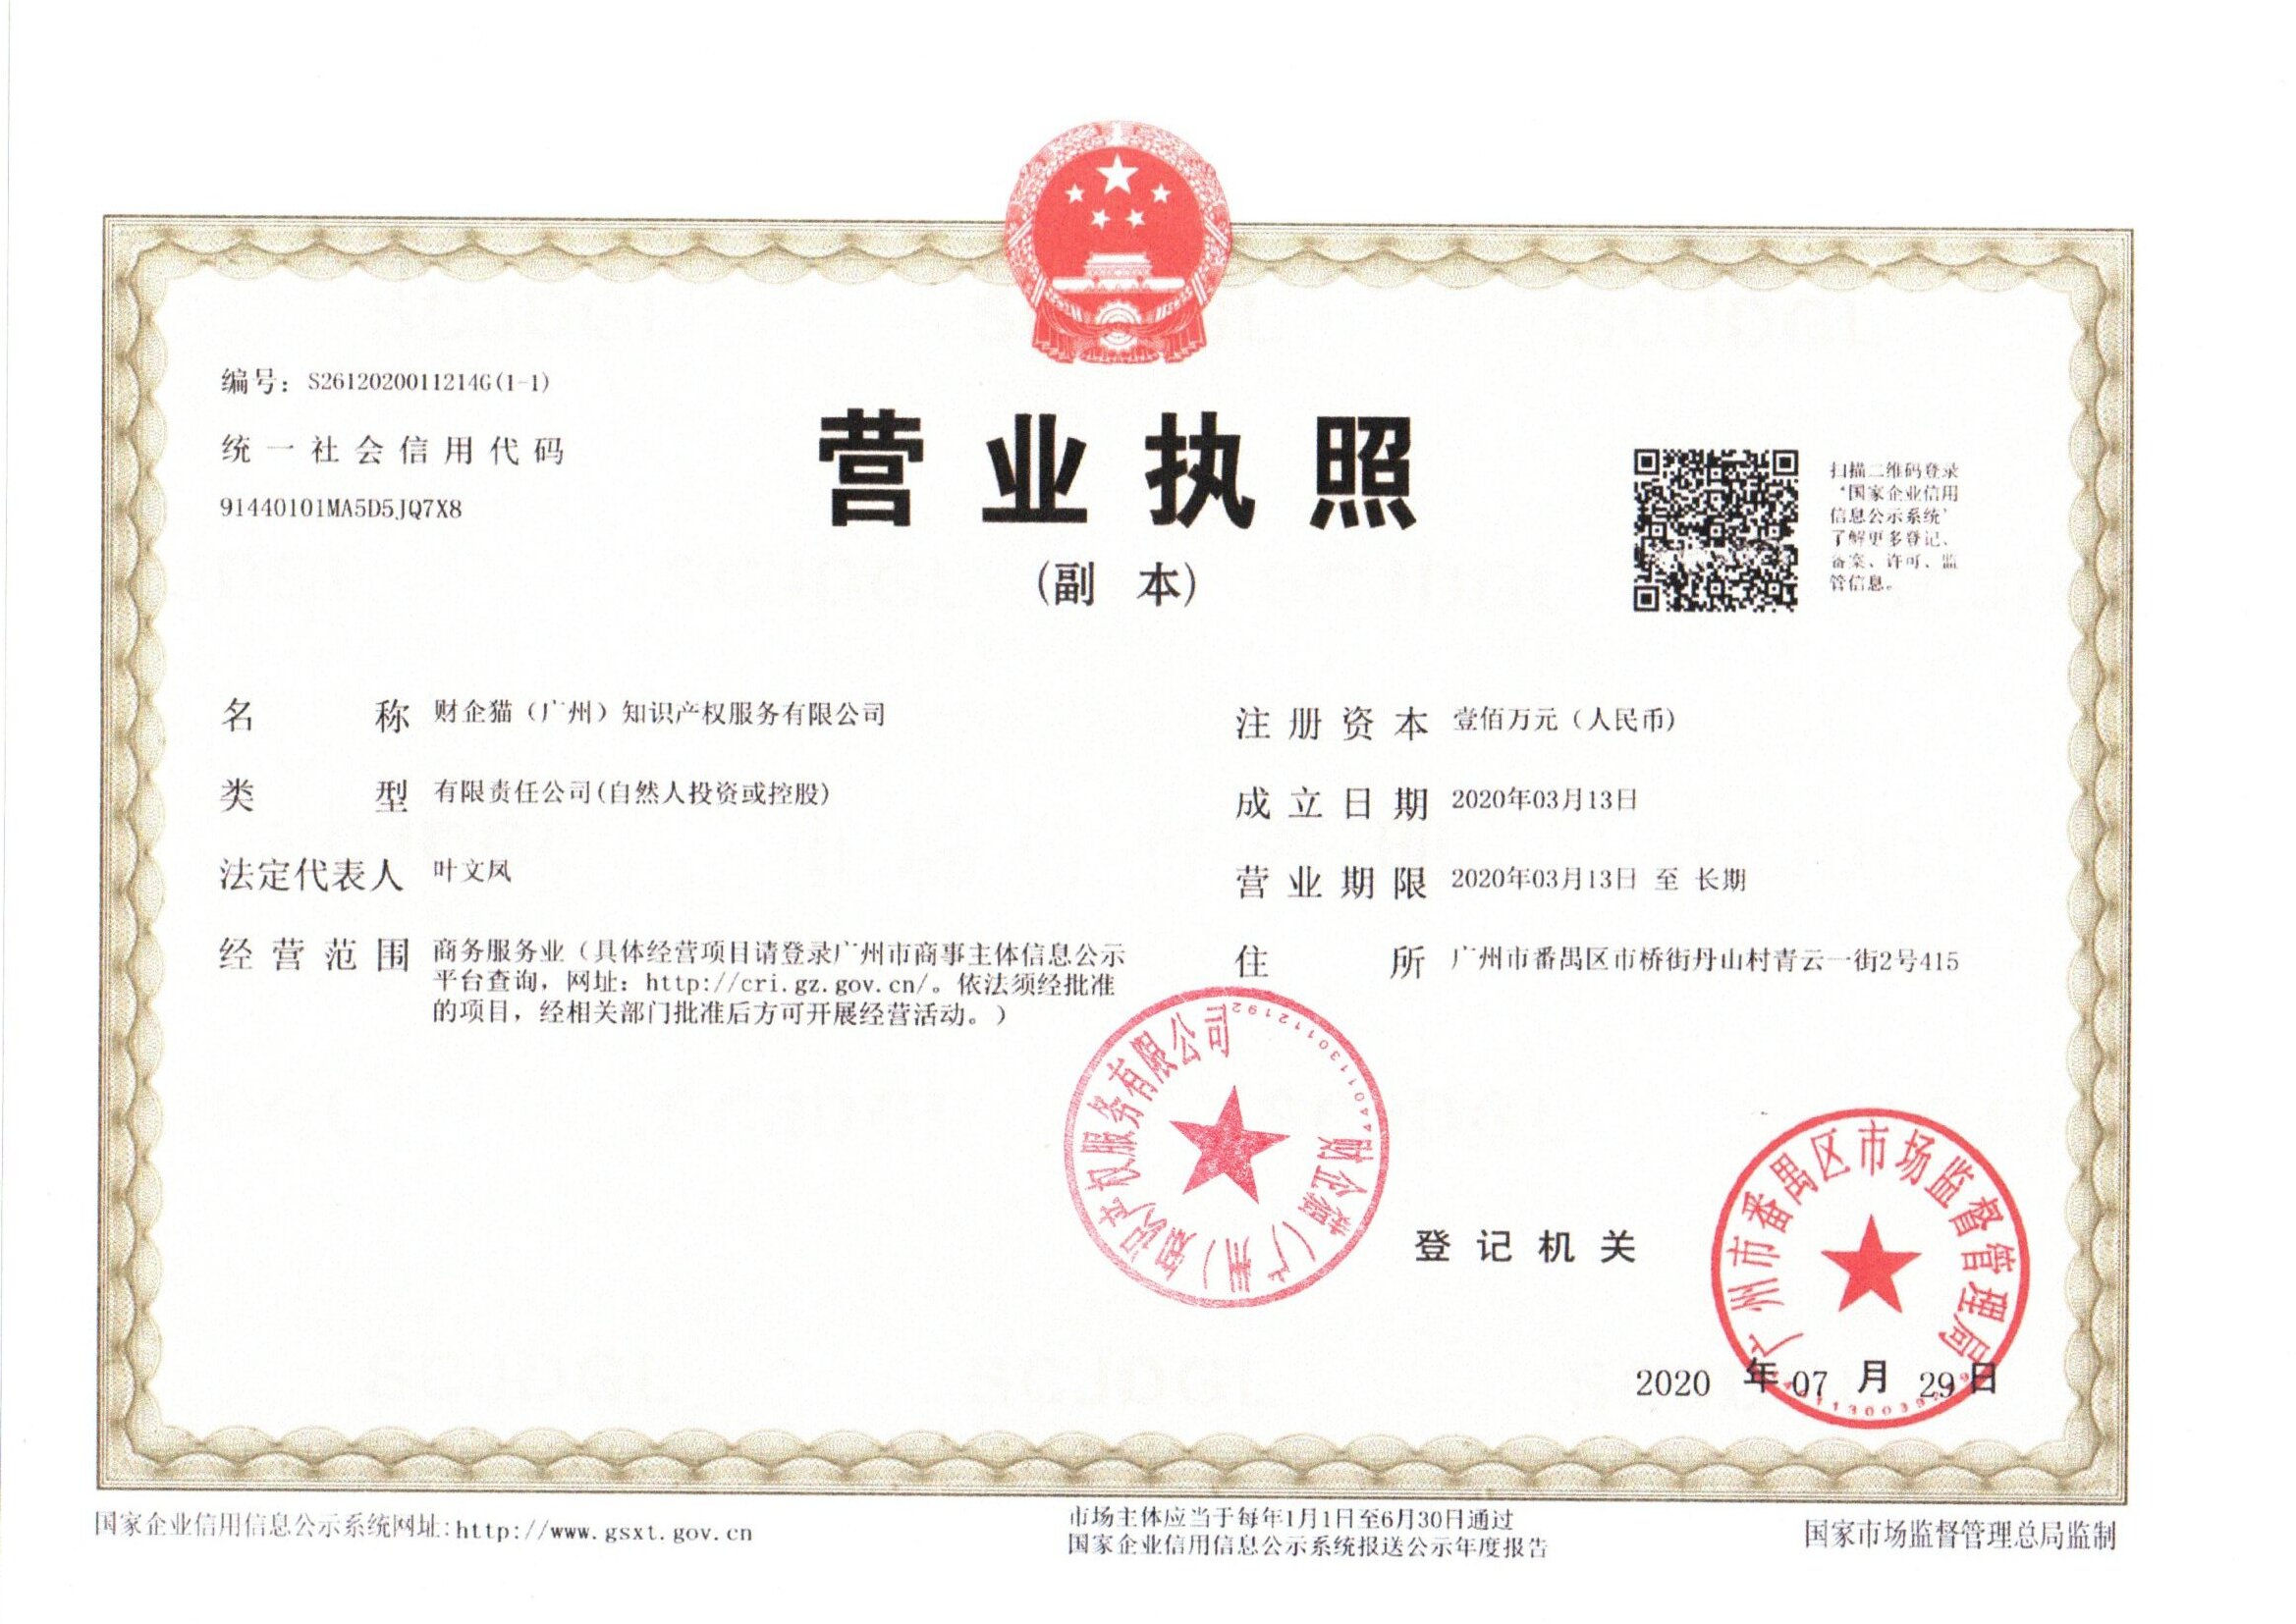 编号：S2612020011214G(1-1)
统一社会信用代码
91440101MA5D5JQ7X8
营业执照
(副 本)
扫描二维码登录
“国家企业信用
信息公示系统”
了解更多登记、
备案、许可、监
管信息。
名称 财企猫（广州）知识产权服务有限公司
类型 有限责任公司(自然人投资或控股)
法定代表人 叶文凤
经营范围 商务服务业（具体经营项目请登录广州市商事主体信息公示
平台查询，网址：http://cri.gz.gov.cn/。依法须经批准
的项目，经相关部门批准后方可开展经营活动。）
注册资本 壹佰万元（人民币）
成立日期 2020年03月13日
营业期限 2020年03月13日 至 长期
住所 广州市番禺区市桥街丹山村青云一街2号415
财企猫（广州）知识产权服务有限公司
4401130112192
登记机关
广州市番禺区市场监督管理局
2020 年 07 月 29 日
国家企业信用信息公示系统网址:http://www.gsxt.gov.cn
市场主体应当于每年1月1日至6月30日通过
国家企业信用信息公示系统报送公示年度报告
国家市场监督管理总局监制